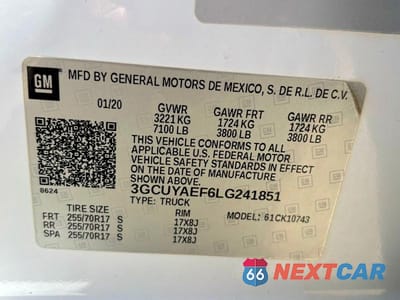 GM
MFD BY GENERAL MOTORS DE MEXICO, S. DE R.L. DE C.V.
01/20 GVWR GAWR FRT GAWR RR
3221 KG 1724 KG 1724 KG
7100 LB 3800 LB 3800 LB
THIS VEHICLE CONFORMS TO ALL
APPLICABLE U.S. FEDERAL MOTOR
VEHICLE SAFETY STANDARDS IN EFFECT
ON THE DATE OF MANUFACTURE
SHOWN ABOVE.
8624
3GCUYAEF6LG241851
TYPE: TRUCK
TIRE SIZE RIM MODEL: 61CK10743
FRT 255/70R17 S 17X8J
RR 255/70R17 S 17X8J
SPA 255/70R17 S 17X8J
66 NEXTCAR